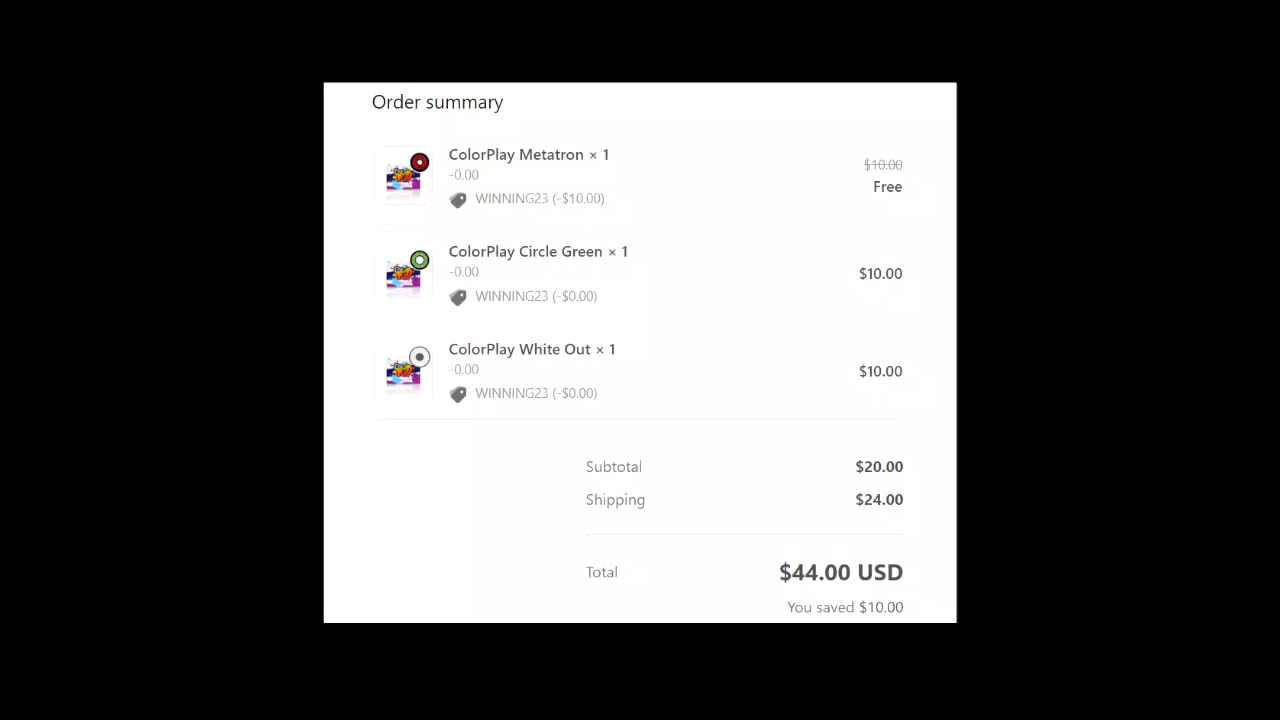 Order summary
ColorPlay Metatron × 1
-0.00
WINNING23 (-$10.00)
$10.00
Free
ColorPlay Circle Green × 1
-0.00
WINNING23 (-$0.00)
$10.00
ColorPlay White Out × 1
-0.00
WINNING23 (-$0.00)
$10.00
Subtotal $20.00
Shipping $24.00
Total $44.00 USD
You saved $10.00